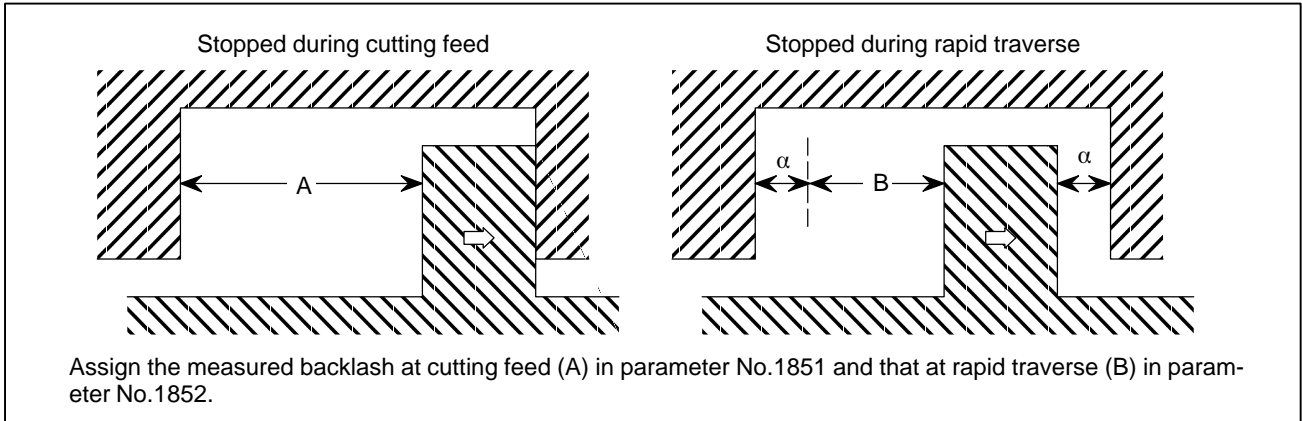 Stopped during cutting feed
Stopped during rapid traverse
A
α
B
α
Assign the measured backlash at cutting feed (A) in parameter No.1851 and that at rapid traverse (B) in param-
eter No.1852.